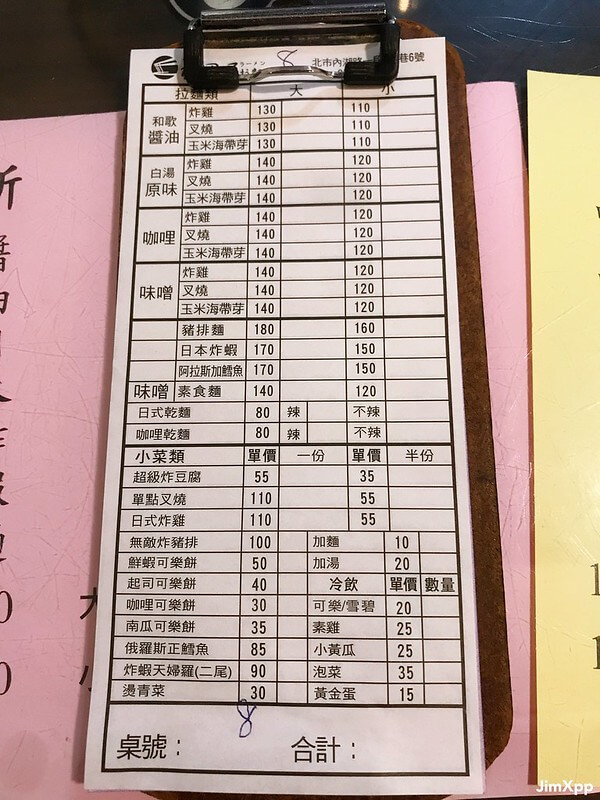 ラーメン 8 北市內湖路 巷6號
拉麵類 大 小
和歌醬油 炸雞 130 110
叉燒 130 110
玉米海帶芽 130 110
白湯原味 炸雞 140 120
叉燒 140 120
玉米海帶芽 140 120
咖哩 炸雞 140 120
叉燒 140 120
玉米海帶芽 140 120
味噌 炸雞 140 120
叉燒 140 120
玉米海帶芽 140 120
豬排麵 180 160
日本炸蝦 170 150
阿拉斯加鱈魚 170 150
味噌 素食麵 140 120
日式乾麵 80 辣 不辣
咖哩乾麵 80 辣 不辣
小菜類 單價 一份 單價 半份
超級炸豆腐 55 35
單點叉燒 110 55
日式炸雞 110 55
無敵炸豬排 100 加麵 10
鮮蝦可樂餅 50 加湯 20
起司可樂餅 40 冷飲 單價 數量
咖哩可樂餅 30 可樂/雪碧 20
南瓜可樂餅 35 素雞 25
俄羅斯正鱈魚 85 小黃瓜 25
炸蝦天婦羅(二尾) 90 泡菜 35
燙青菜 30 黃金蛋 15
8
桌號： 合計：
JimXpp